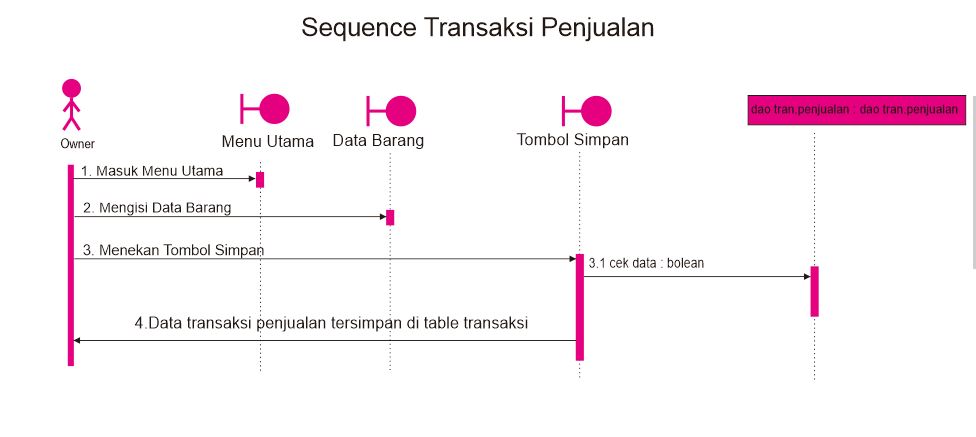 Sequence Transaksi Penjualan
Owner
Menu Utama
Data Barang
Tombol Simpan
dao tran.penjualan : dao tran.penjualan
1. Masuk Menu Utama
2. Mengisi Data Barang
3. Menekan Tombol Simpan
3.1 cek data : bolean
4.Data transaksi penjualan tersimpan di table transaksi